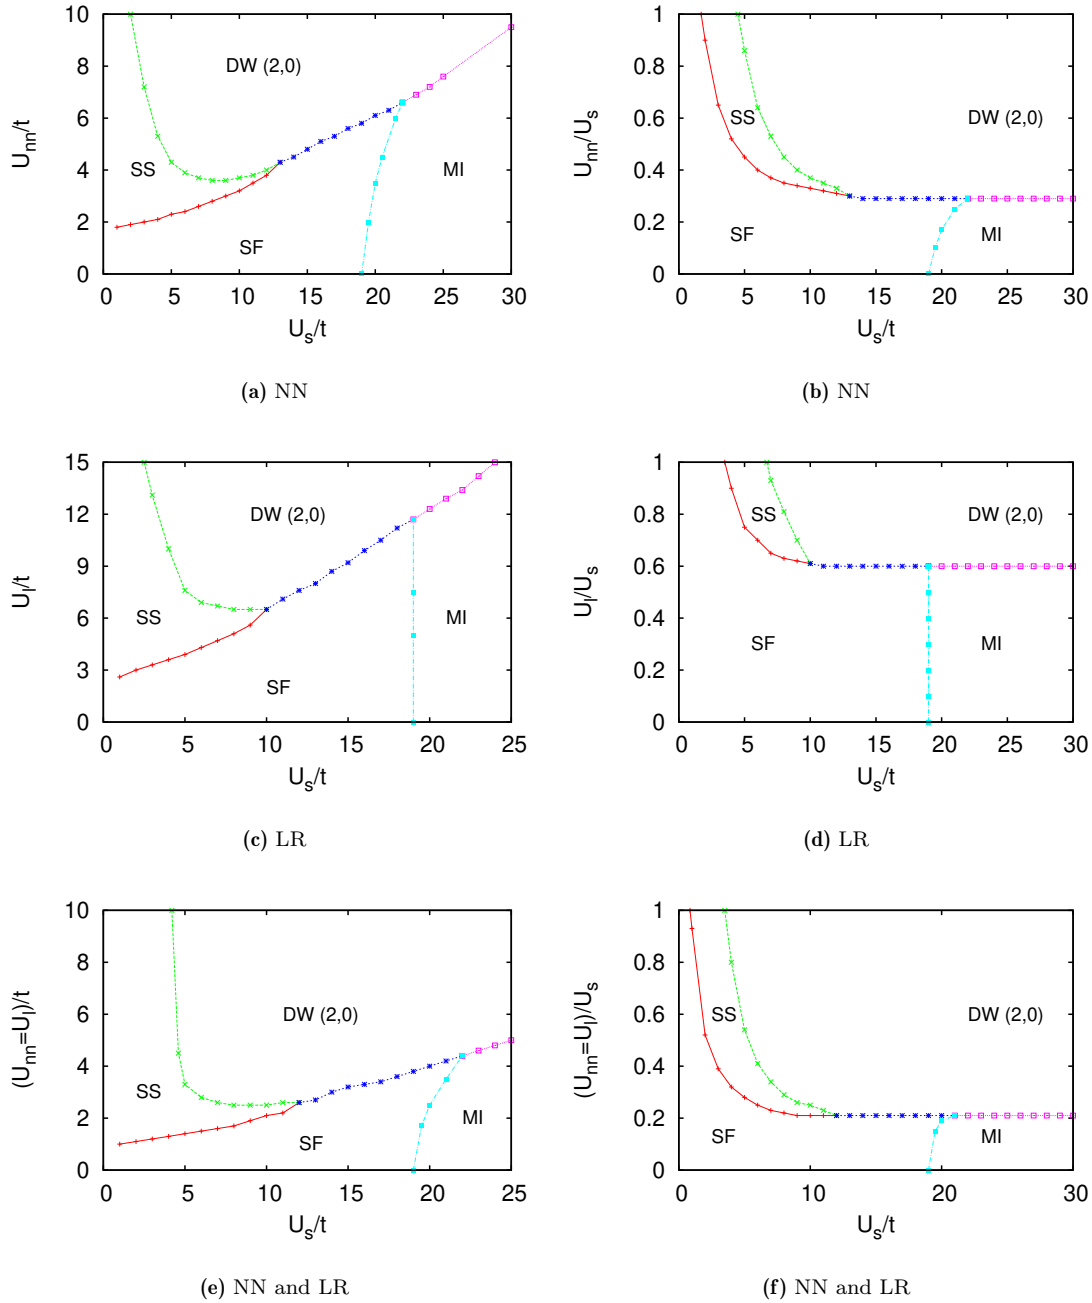 10
8
6
4
2
0
U_nn/t
DW (2,0)
SS
MI
SF
0 5 10 15 20 25 30
U_s/t
(a) NN
1
0.8
0.6
0.4
0.2
0
U_nn/U_s
SS
DW (2,0)
SF
MI
0 5 10 15 20 25 30
U_s/t
(b) NN
15
12
9
6
3
0
U_l/t
DW (2,0)
SS
MI
SF
0 5 10 15 20 25
U_s/t
(c) LR
1
0.8
0.6
0.4
0.2
0
U_l/U_s
SS
DW (2,0)
SF
MI
0 5 10 15 20 25 30
U_s/t
(d) LR
10
8
6
4
2
0
(U_nn=U_l)/t
DW (2,0)
SS
MI
SF
0 5 10 15 20 25
U_s/t
(e) NN and LR
1
0.8
0.6
0.4
0.2
0
(U_nn=U_l)/U_s
SS
DW (2,0)
SF
MI
0 5 10 15 20 25 30
U_s/t
(f) NN and LR